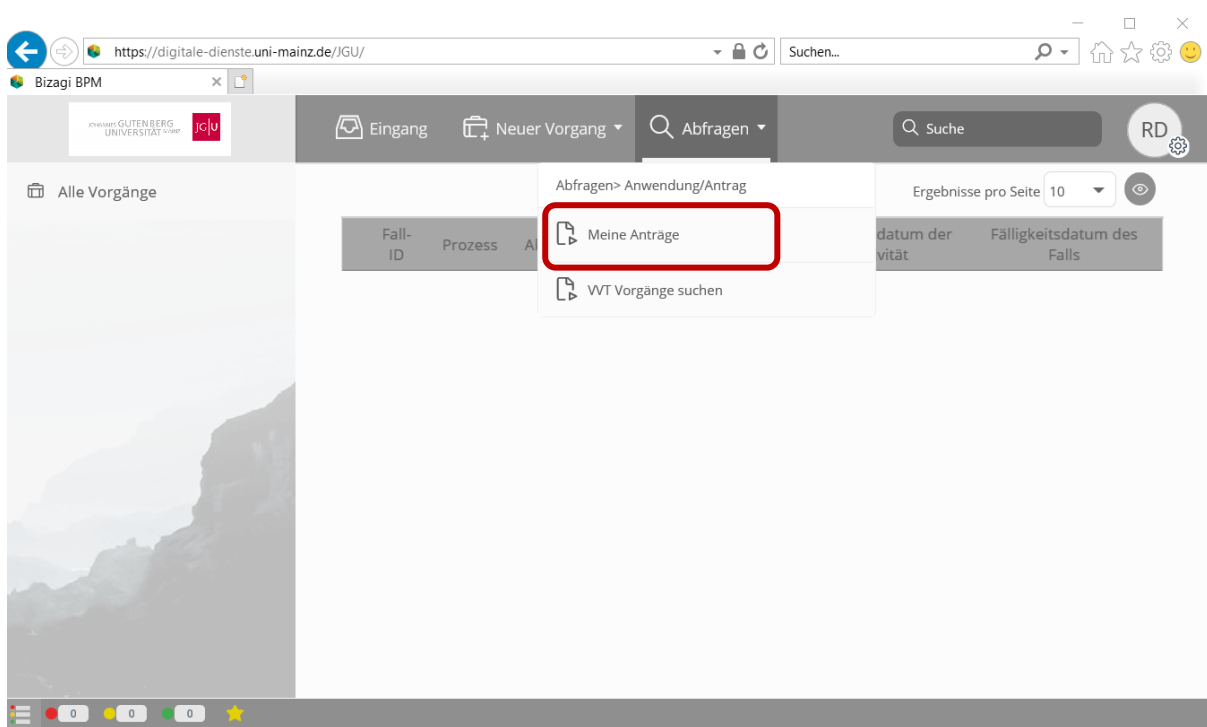 https://digitale-dienste.uni-mainz.de/JGU/
Suchen...
Bizagi BPM
JOHANNES GUTENBERG
UNIVERSITÄT MAINZ
JG|U
Eingang
Neuer Vorgang
Abfragen
Suche
RD
Alle Vorgänge
Abfragen> Anwendung/Antrag
Ergebnisse pro Seite 10
Meine Anträge
Fall-
ID
Prozess
datum der
vität
Fälligkeitsdatum des
Falls
VVT Vorgänge suchen
0
0
0